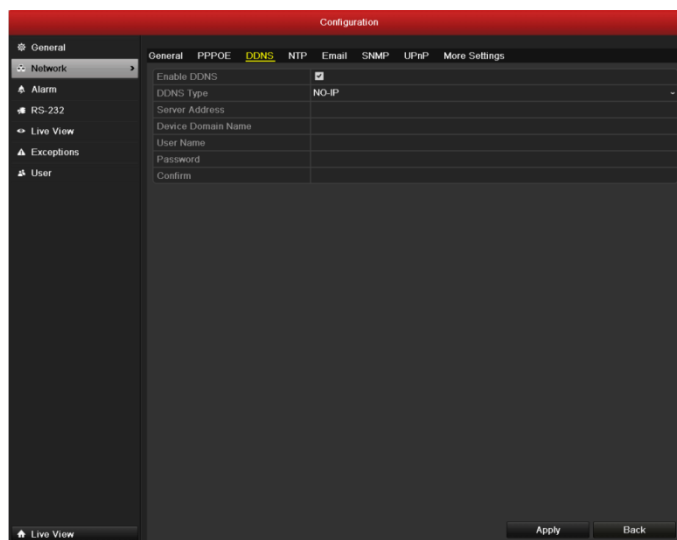 Configuration
General
Network
Alarm
RS-232
Live View
Exceptions
User
General PPPOE DDNS NTP Email SNMP UPnP More Settings
Enable DDNS
DDNS Type NO-IP
Server Address
Device Domain Name
User Name
Password
Confirm
Live View
Apply Back